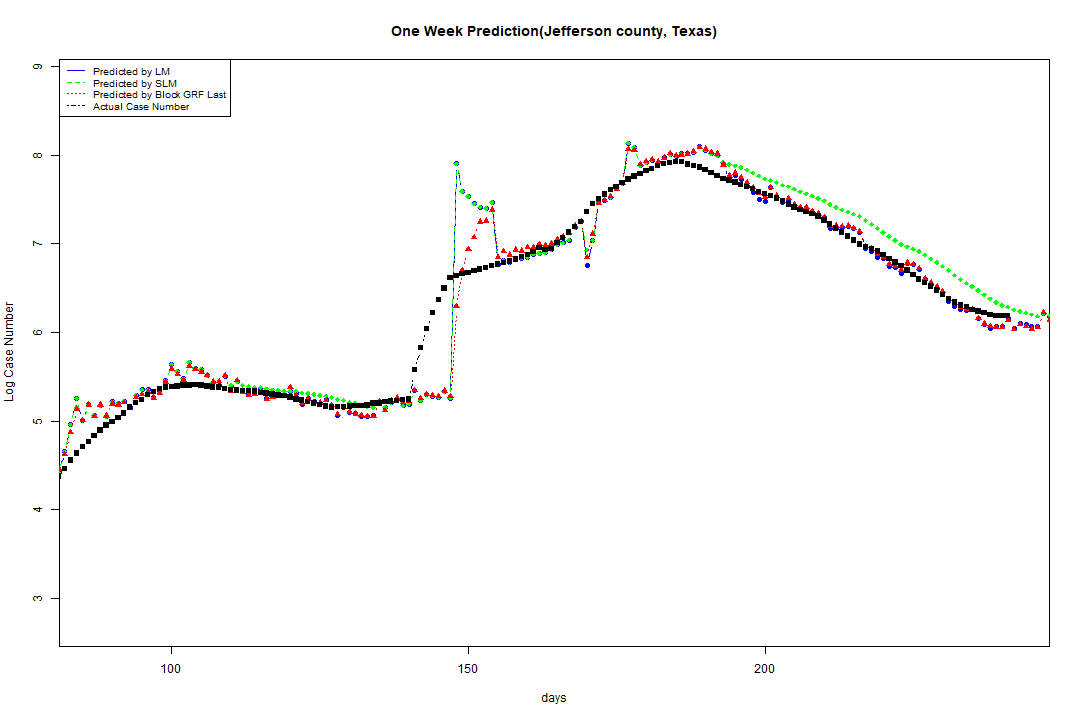 One Week Prediction(Jefferson county, Texas)
Predicted by LM
Predicted by SLM
Predicted by Block GRF Last
Actual Case Number
9
8
7
6
5
4
3
Log Case Number
100 150 200
days